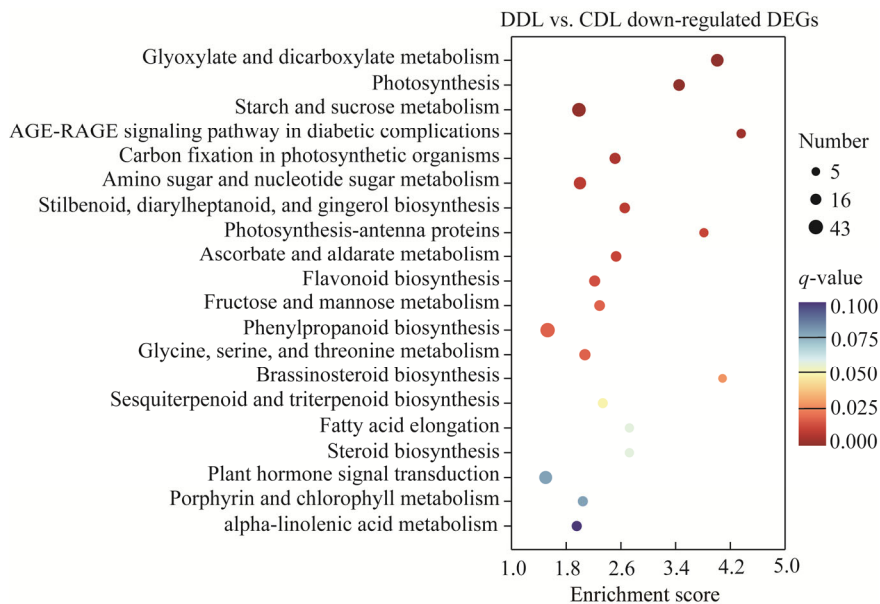 DDL vs. CDL down-regulated DEGs
Glyoxylate and dicarboxylate metabolism
Photosynthesis
Starch and sucrose metabolism
AGE-RAGE signaling pathway in diabetic complications
Carbon fixation in photosynthetic organisms
Amino sugar and nucleotide sugar metabolism
Stilbenoid, diarylheptanoid, and gingerol biosynthesis
Photosynthesis-antenna proteins
Ascorbate and aldarate metabolism
Flavonoid biosynthesis
Fructose and mannose metabolism
Phenylpropanoid biosynthesis
Glycine, serine, and threonine metabolism
Brassinosteroid biosynthesis
Sesquiterpenoid and triterpenoid biosynthesis
Fatty acid elongation
Steroid biosynthesis
Plant hormone signal transduction
Porphyrin and chlorophyll metabolism
alpha-linolenic acid metabolism
1.0 1.8 2.6 3.4 4.2 5.0
Enrichment score
Number
5
16
43
q-value
0.100
0.075
0.050
0.025
0.000